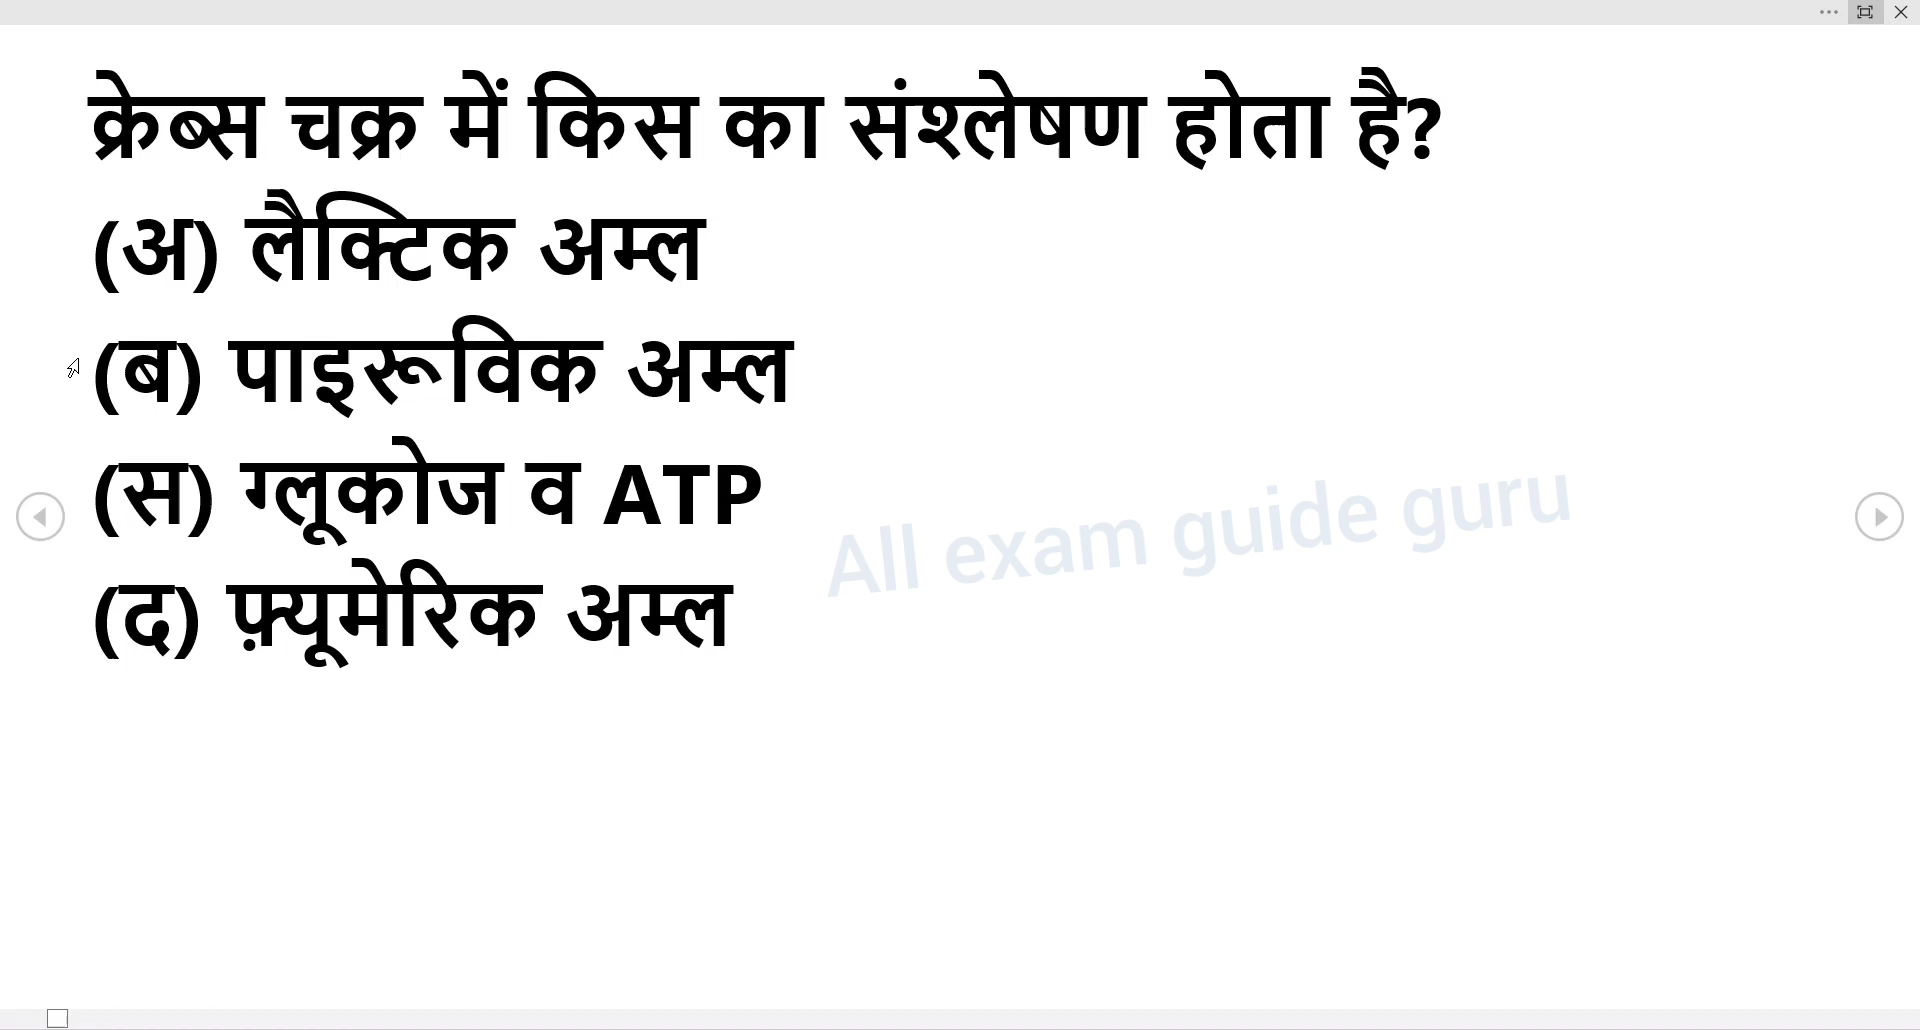 क्रेब्स चक्र में किस का संश्लेषण होता है?
(अ) लैक्टिक अम्ल
(ब) पाइरूविक अम्ल
(स) ग्लूकोज व ATP
(द) फ़्यूमेरिक अम्ल
All exam guide guru